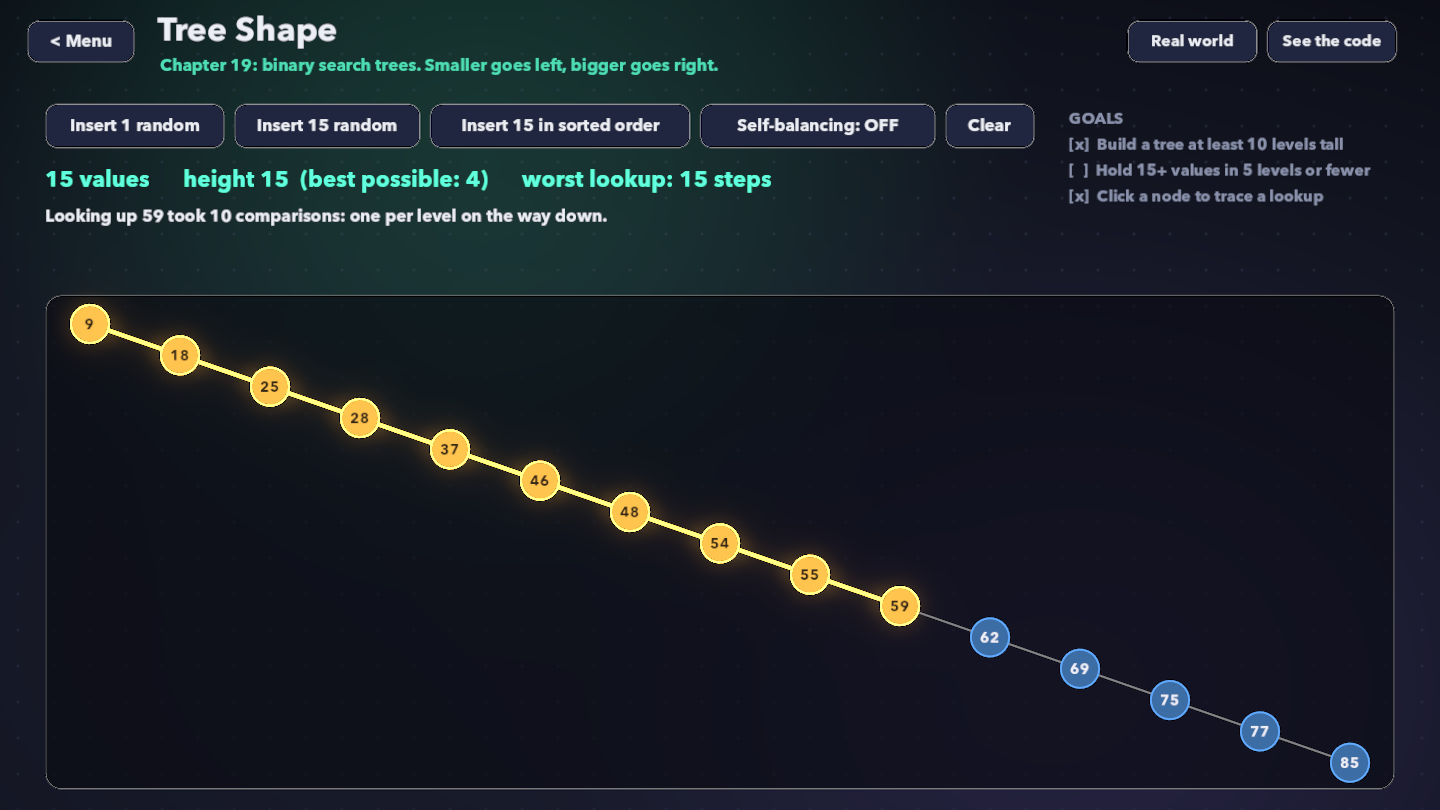 < Menu
Tree Shape
Chapter 19: binary search trees. Smaller goes left, bigger goes right.
Real world
See the code
Insert 1 random
Insert 15 random
Insert 15 in sorted order
Self-balancing: OFF
Clear
GOALS
[x] Build a tree at least 10 levels tall
[ ] Hold 15+ values in 5 levels or fewer
[x] Click a node to trace a lookup
15 values height 15 (best possible: 4) worst lookup: 15 steps
Looking up 59 took 10 comparisons: one per level on the way down.
9
18
25
28
37
46
48
54
55
59
62
69
75
77
85